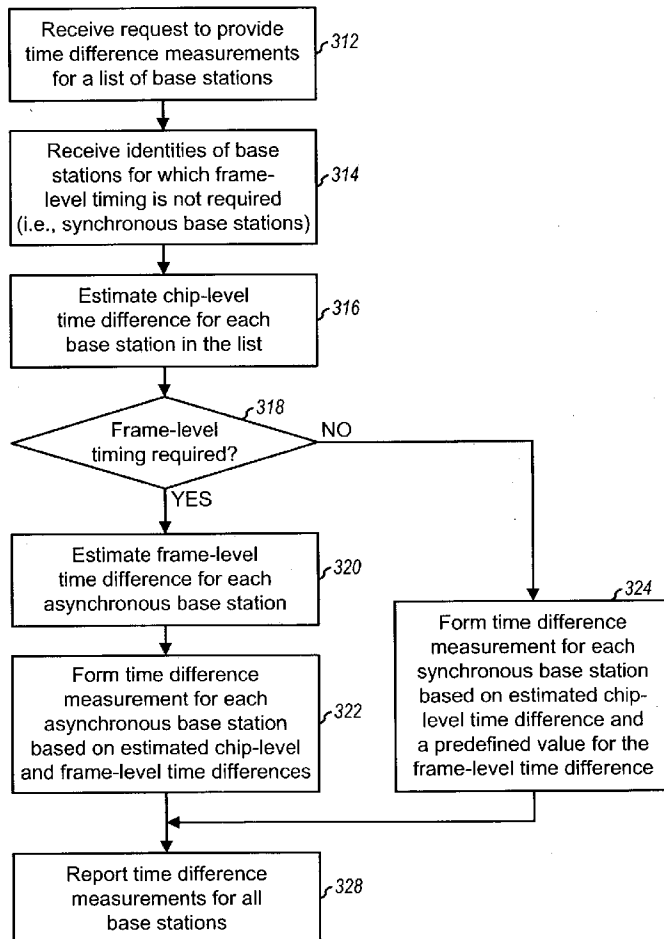 Receive request to provide
time difference measurements
for a list of base stations
312
Receive identities of base
stations for which frame-
level timing is not required
(i.e., synchronous base stations)
314
Estimate chip-level
time difference for each
base station in the list
316
318
Frame-level
timing required?
NO
YES
Estimate frame-level
time difference for each
asynchronous base station
320
324
Form time difference
measurement for each
synchronous base station
based on estimated chip-
level time difference and
a predefined value for the
frame-level time difference
Form time difference
measurement for each
asynchronous base station
based on estimated chip-level
and frame-level time differences
322
Report time difference
measurements for all
base stations
328